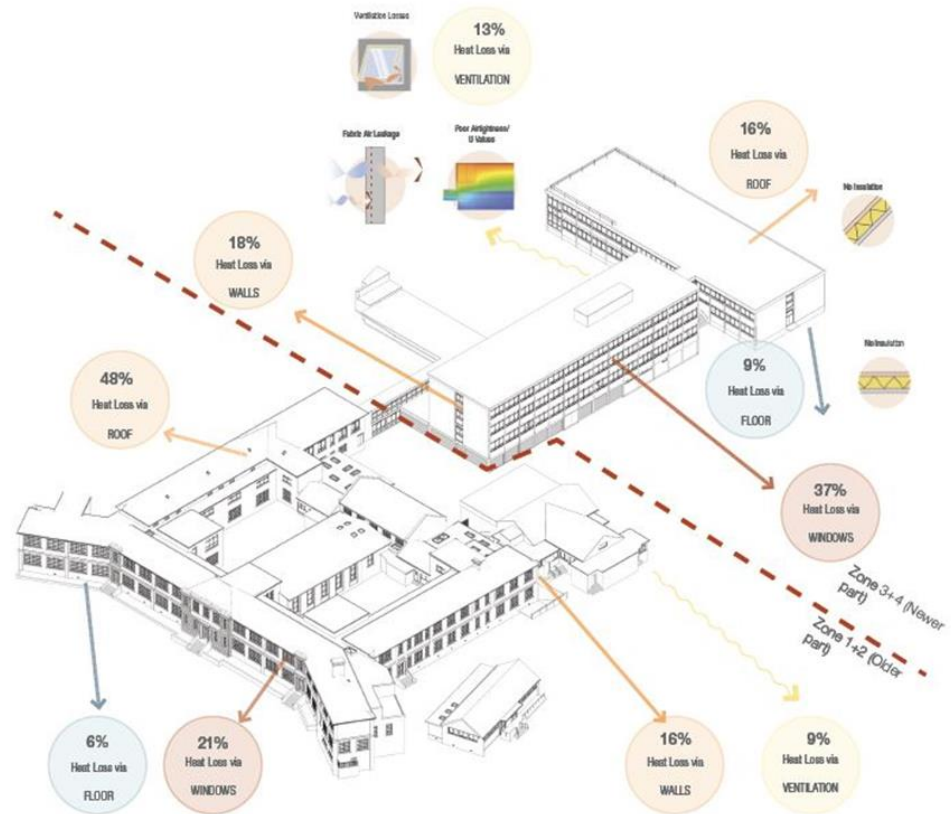 Ventilation Losses
13%
Heat Loss via
VENTILATION
Fabric Air Leakage
Poor Airtightness/
U Values
16%
Heat Loss via
ROOF
No Insulation
18%
Heat Loss via
WALLS
No Insulation
9%
Heat Loss via
FLOOR
48%
Heat Loss via
ROOF
37%
Heat Loss via
WINDOWS
Zone 3+4 (Newer
part)
Zone 1+2 (Older
part)
6%
Heat Loss via
FLOOR
21%
Heat Loss via
WINDOWS
16%
Heat Loss via
WALLS
9%
Heat Loss via
VENTILATION